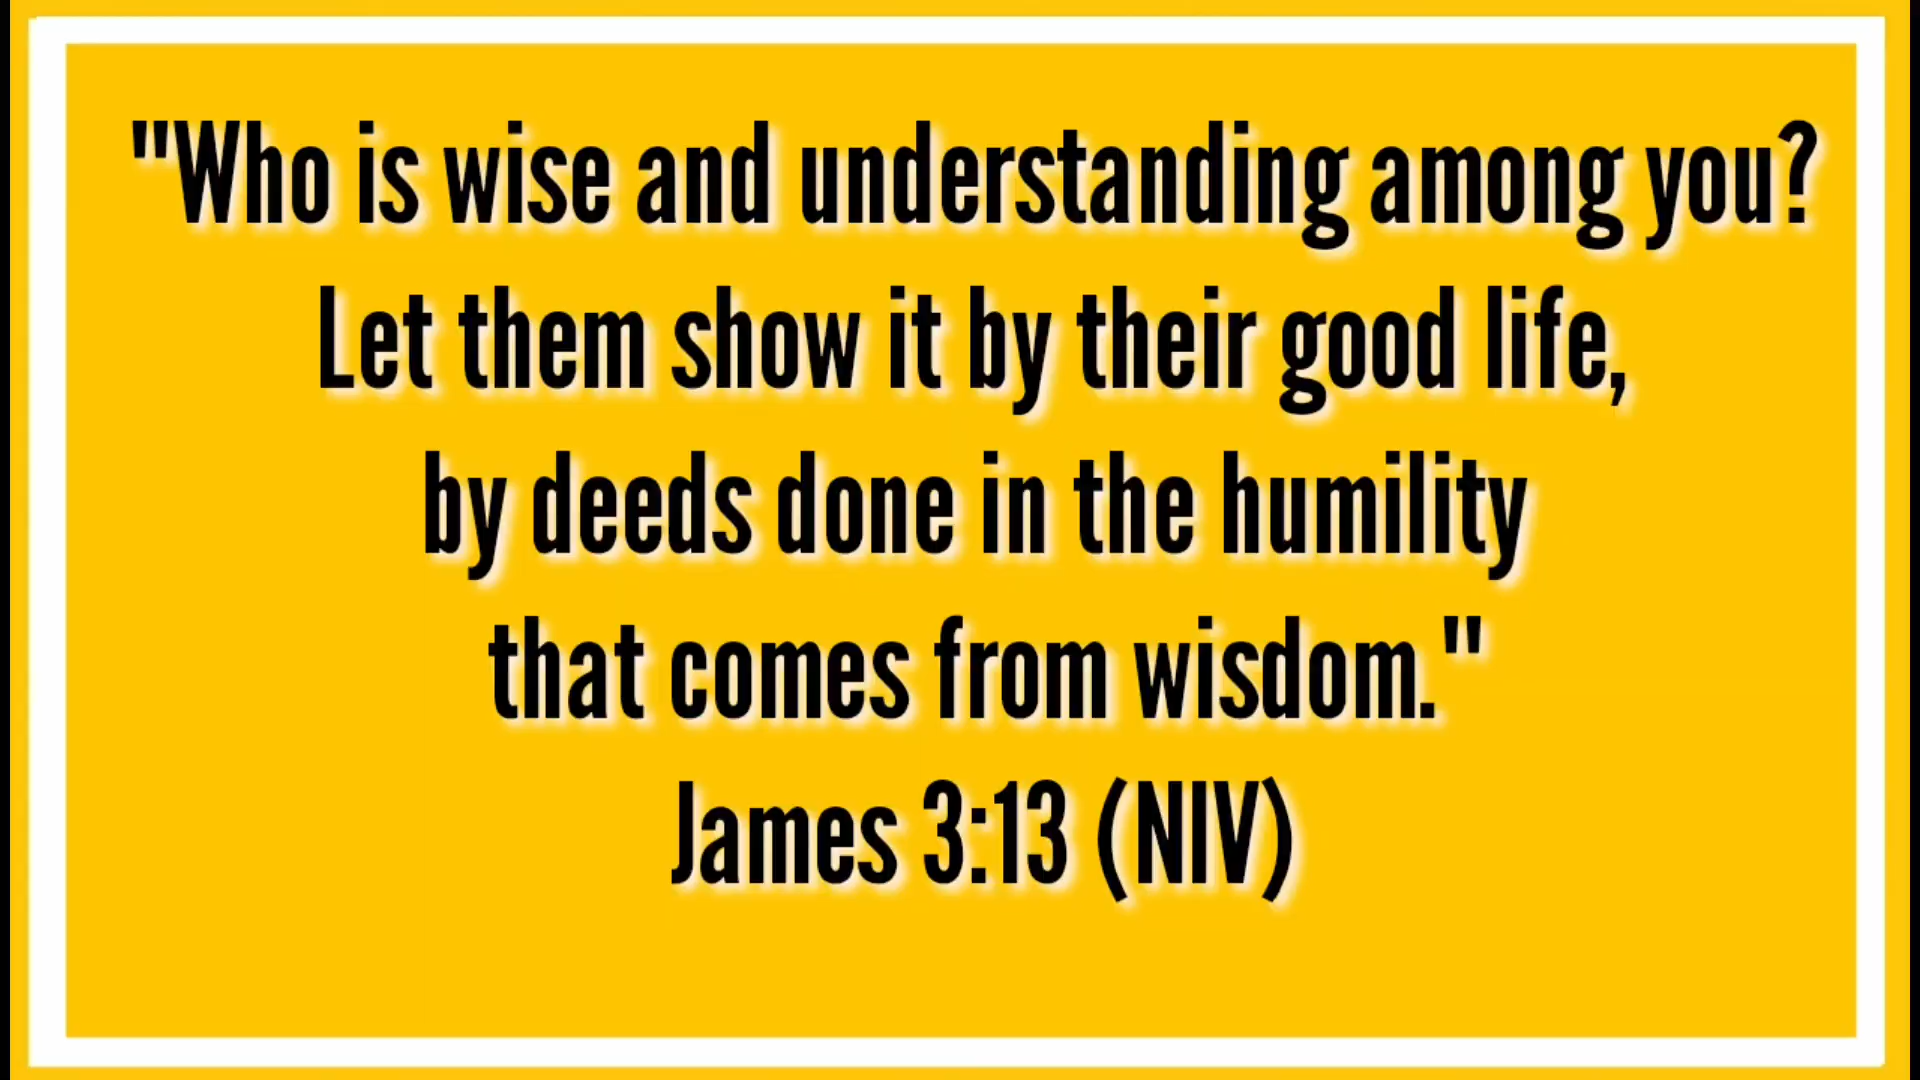 "Who is wise and understanding among you?
Let them show it by their good life,
by deeds done in the humility
that comes from wisdom."
James 3:13 (NIV)